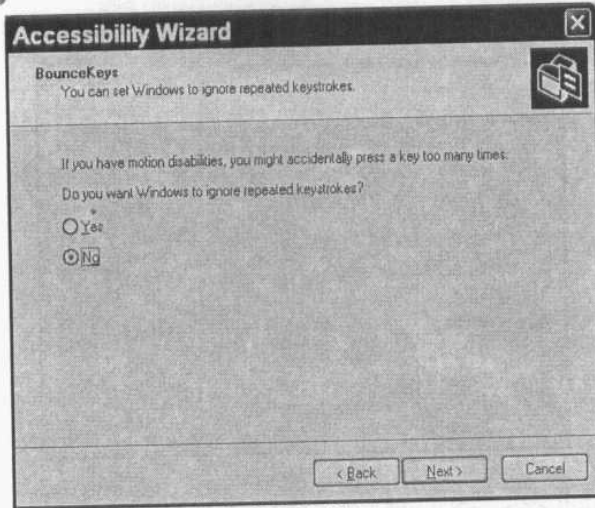 Accessibility Wizard
BounceKeys
You can set Windows to ignore repeated keystrokes.
If you have motion disabilities, you might accidentally press a key too many times.
Do you want Windows to ignore repeated keystrokes?
Yes
No
< Back
Next >
Cancel